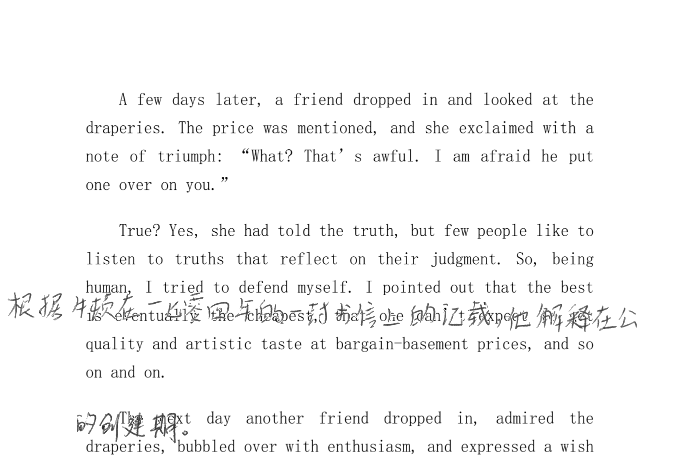 A few days later, a friend dropped in and looked at the
draperies. The price was mentioned, and she exclaimed with a
note of triumph: “What? That’s awful. I am afraid he put
one over on you.”
True? Yes, she had told the truth, but few people like to
listen to truths that reflect on their judgment. So, being
human, I tried to defend myself. I pointed out that the best
根据牛顿在一七零四年的一封书信上的记载，他解释在公
is eventually the cheapest, that one can't expect to get
quality and artistic taste at bargain-basement prices, and so
on and on.
The next day another friend dropped in, admired the
的创建期。
draperies, bubbled over with enthusiasm, and expressed a wish